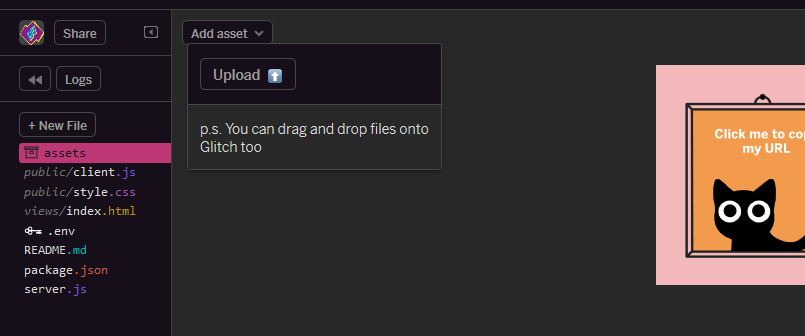 Share
Add asset
Logs
Upload
p.s. You can drag and drop files onto
Glitch too
+ New File
assets
public/client.js
public/style.css
views/index.html
.env
README.md
package.json
server.js
Click me to cop
my URL